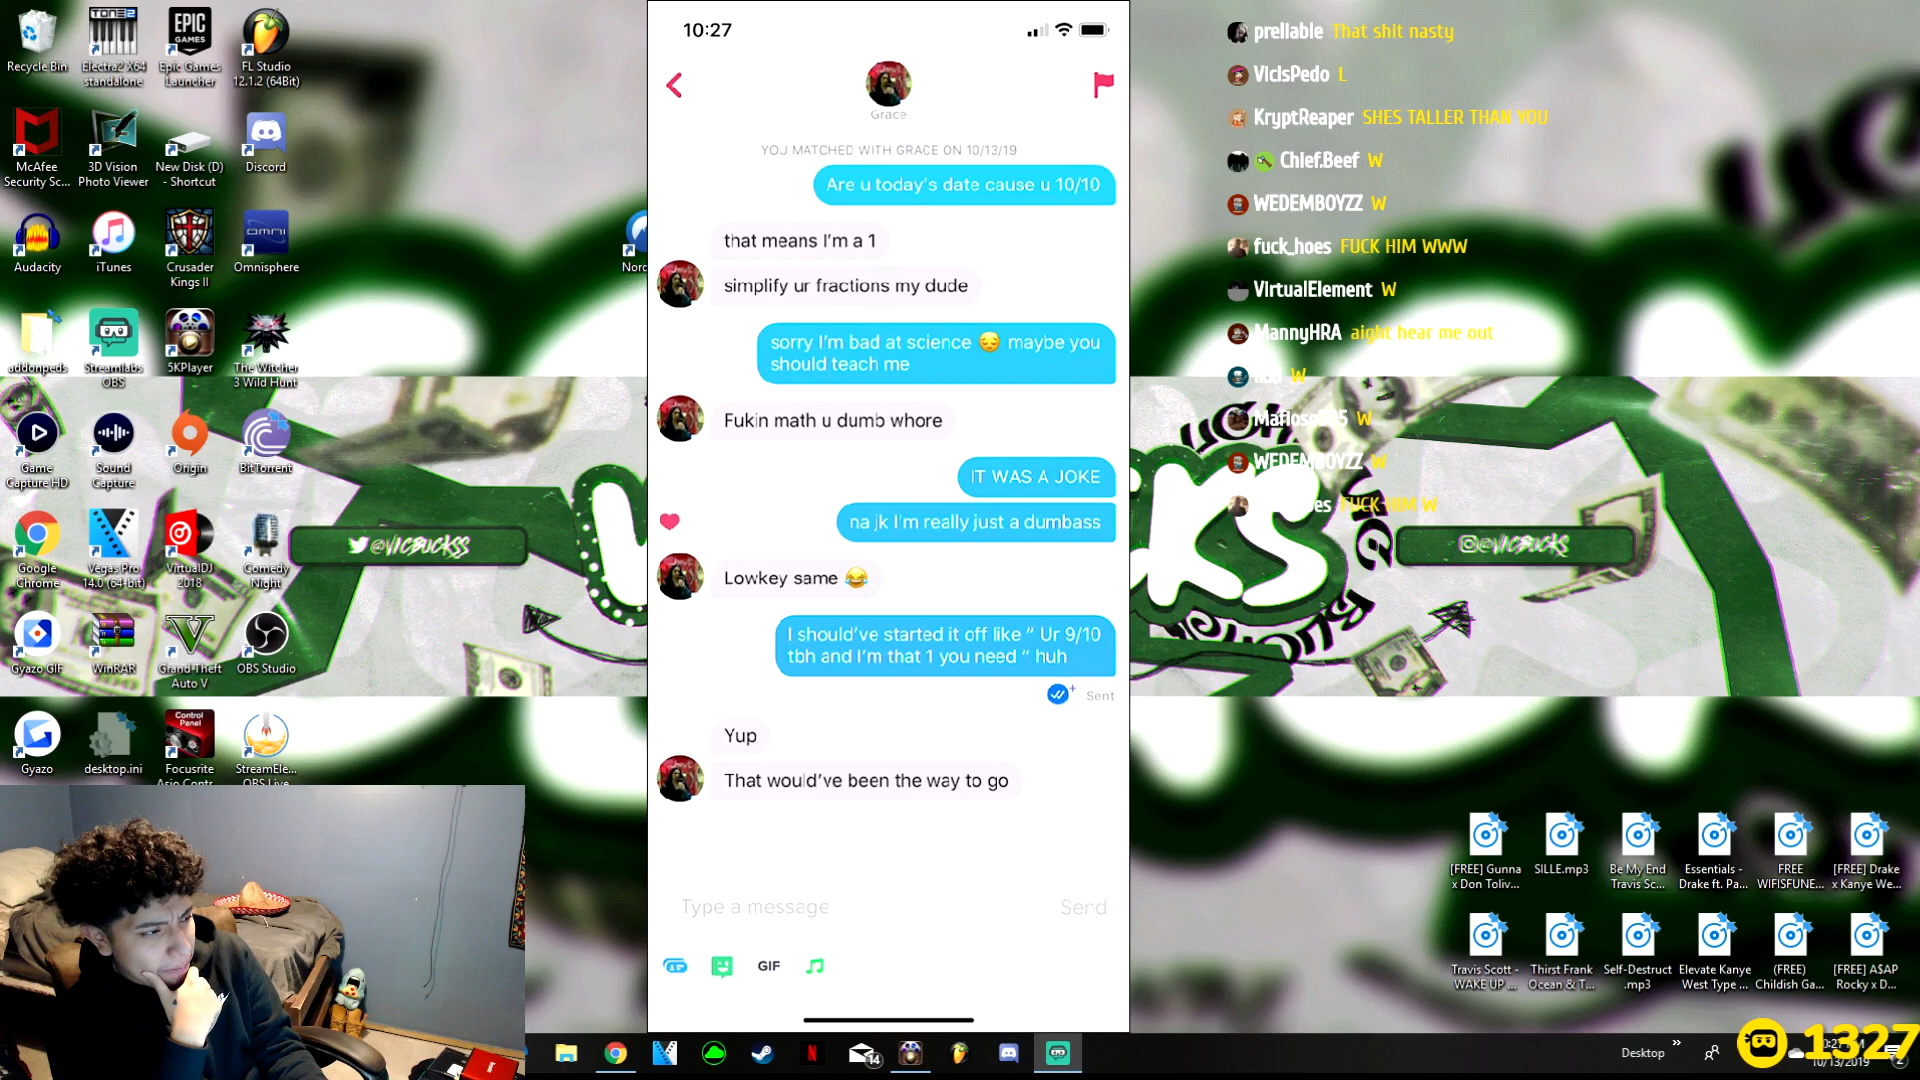 Recycle Bin
Electra2 X64
standalone
Epic Games
Launcher
FL Studio
12.1.2 (64Bit)
McAfee
Security Sc...
3D Vision
Photo Viewer
New Disk (D)
- Shortcut
Discord
Audacity
iTunes
Crusader
Kings II
Omnisphere
addonpeds
Streamlabs
OBS
5KPlayer
The Witcher
3 Wild Hunt
Game
Capture HD
Sound
Capture
Origin
BitTorrent
Google
Chrome
Vegas Pro
14.0 (64-bit)
VirtualDJ
2018
Comedy
Night
Gyazo GIF
WinRAR
Grand Theft
Auto V
OBS Studio
Gyazo
desktop.ini
Focusrite
StreamEle...
@VICBUCKSS
10:27
Grace
YOU MATCHED WITH GRACE ON 10/13/19
Are u today's date cause u 10/10
that means I'm a 1
simplify ur fractions my dude
sorry I'm bad at science 😔 maybe you
should teach me
Fukin math u dumb whore
IT WAS A JOKE
na jk I'm really just a dumbass
Lowkey same 😂
I should've started it off like " Ur 9/10
tbh and I'm that 1 you need " huh
Sent
Yup
That would've been the way to go
Type a message
Send
GIF
prellable That shit nasty
VicIsPedo L
KryptReaper SHES TALLER THAN YOU
Chief.Beef W
WEDEMBOYZZ W
fuck_hoes FUCK HIM WWW
VirtualElement W
MannyHRA aight hear me out
W
W
WEDEMBOYZZ W
FUCK HIM W
@VICBUCKS
[FREE] Gunna
x Don Toliv...
SILLE.mp3
Be My End
Travis Sc...
Essentials -
Drake ft. Pa...
FREE
WIFISFUNE...
[FREE] Drake
x Kanye We...
Travis Scott -
WAKE UP ...
Thirst Frank
Ocean & T...
Self-Destruct
.mp3
Elevate Kanye
West Type ...
(FREE)
Childish Ga...
[FREE] A$AP
Rocky x D...
14
Desktop
1327
10/13/2019